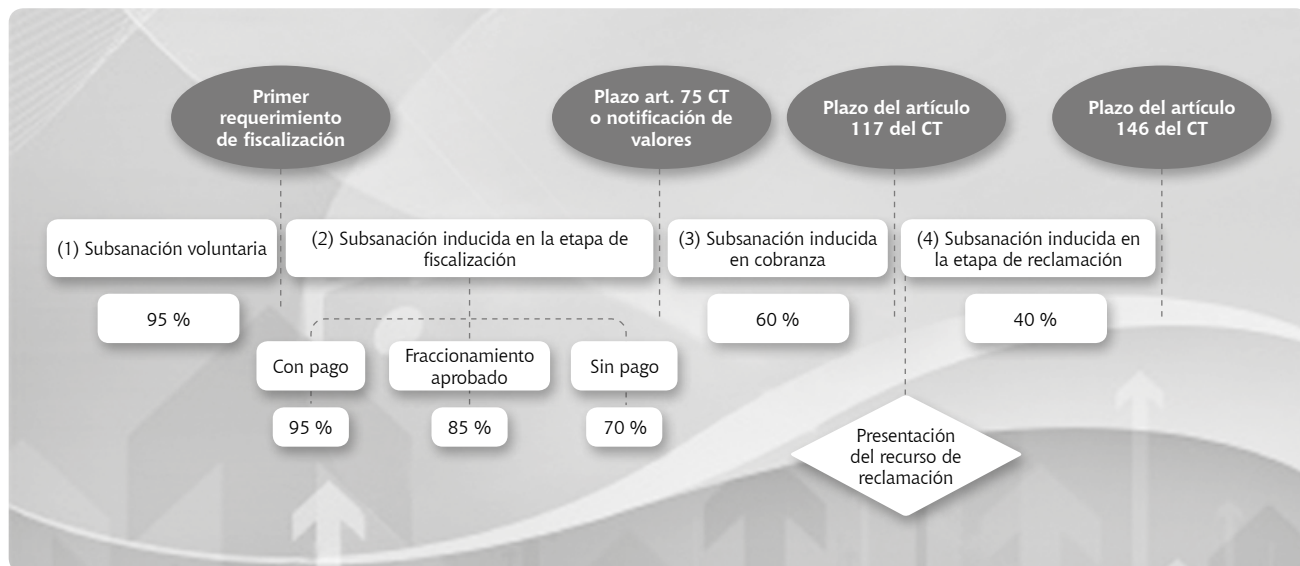 Primer
requerimiento
de fiscalización
Plazo art. 75 CT
o notificación de
valores
Plazo del artículo
117 del CT
Plazo del artículo
146 del CT
(1) Subsanación voluntaria
(2) Subsanación inducida en la etapa de
fiscalización
(3) Subsanación inducida
en cobranza
(4) Subsanación inducida en
la etapa de reclamación
95 %
60 %
40 %
Con pago
Fraccionamiento
aprobado
Sin pago
95 %
85 %
70 %
Presentación
del recurso de
reclamación